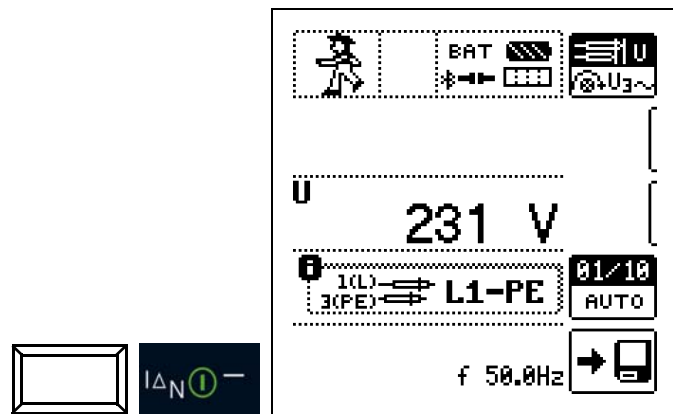 BAT
U
U3~
U
231 V
1(L) L1-PE
3(PE)
01/10
AUTO
f 50.0Hz
IΔN